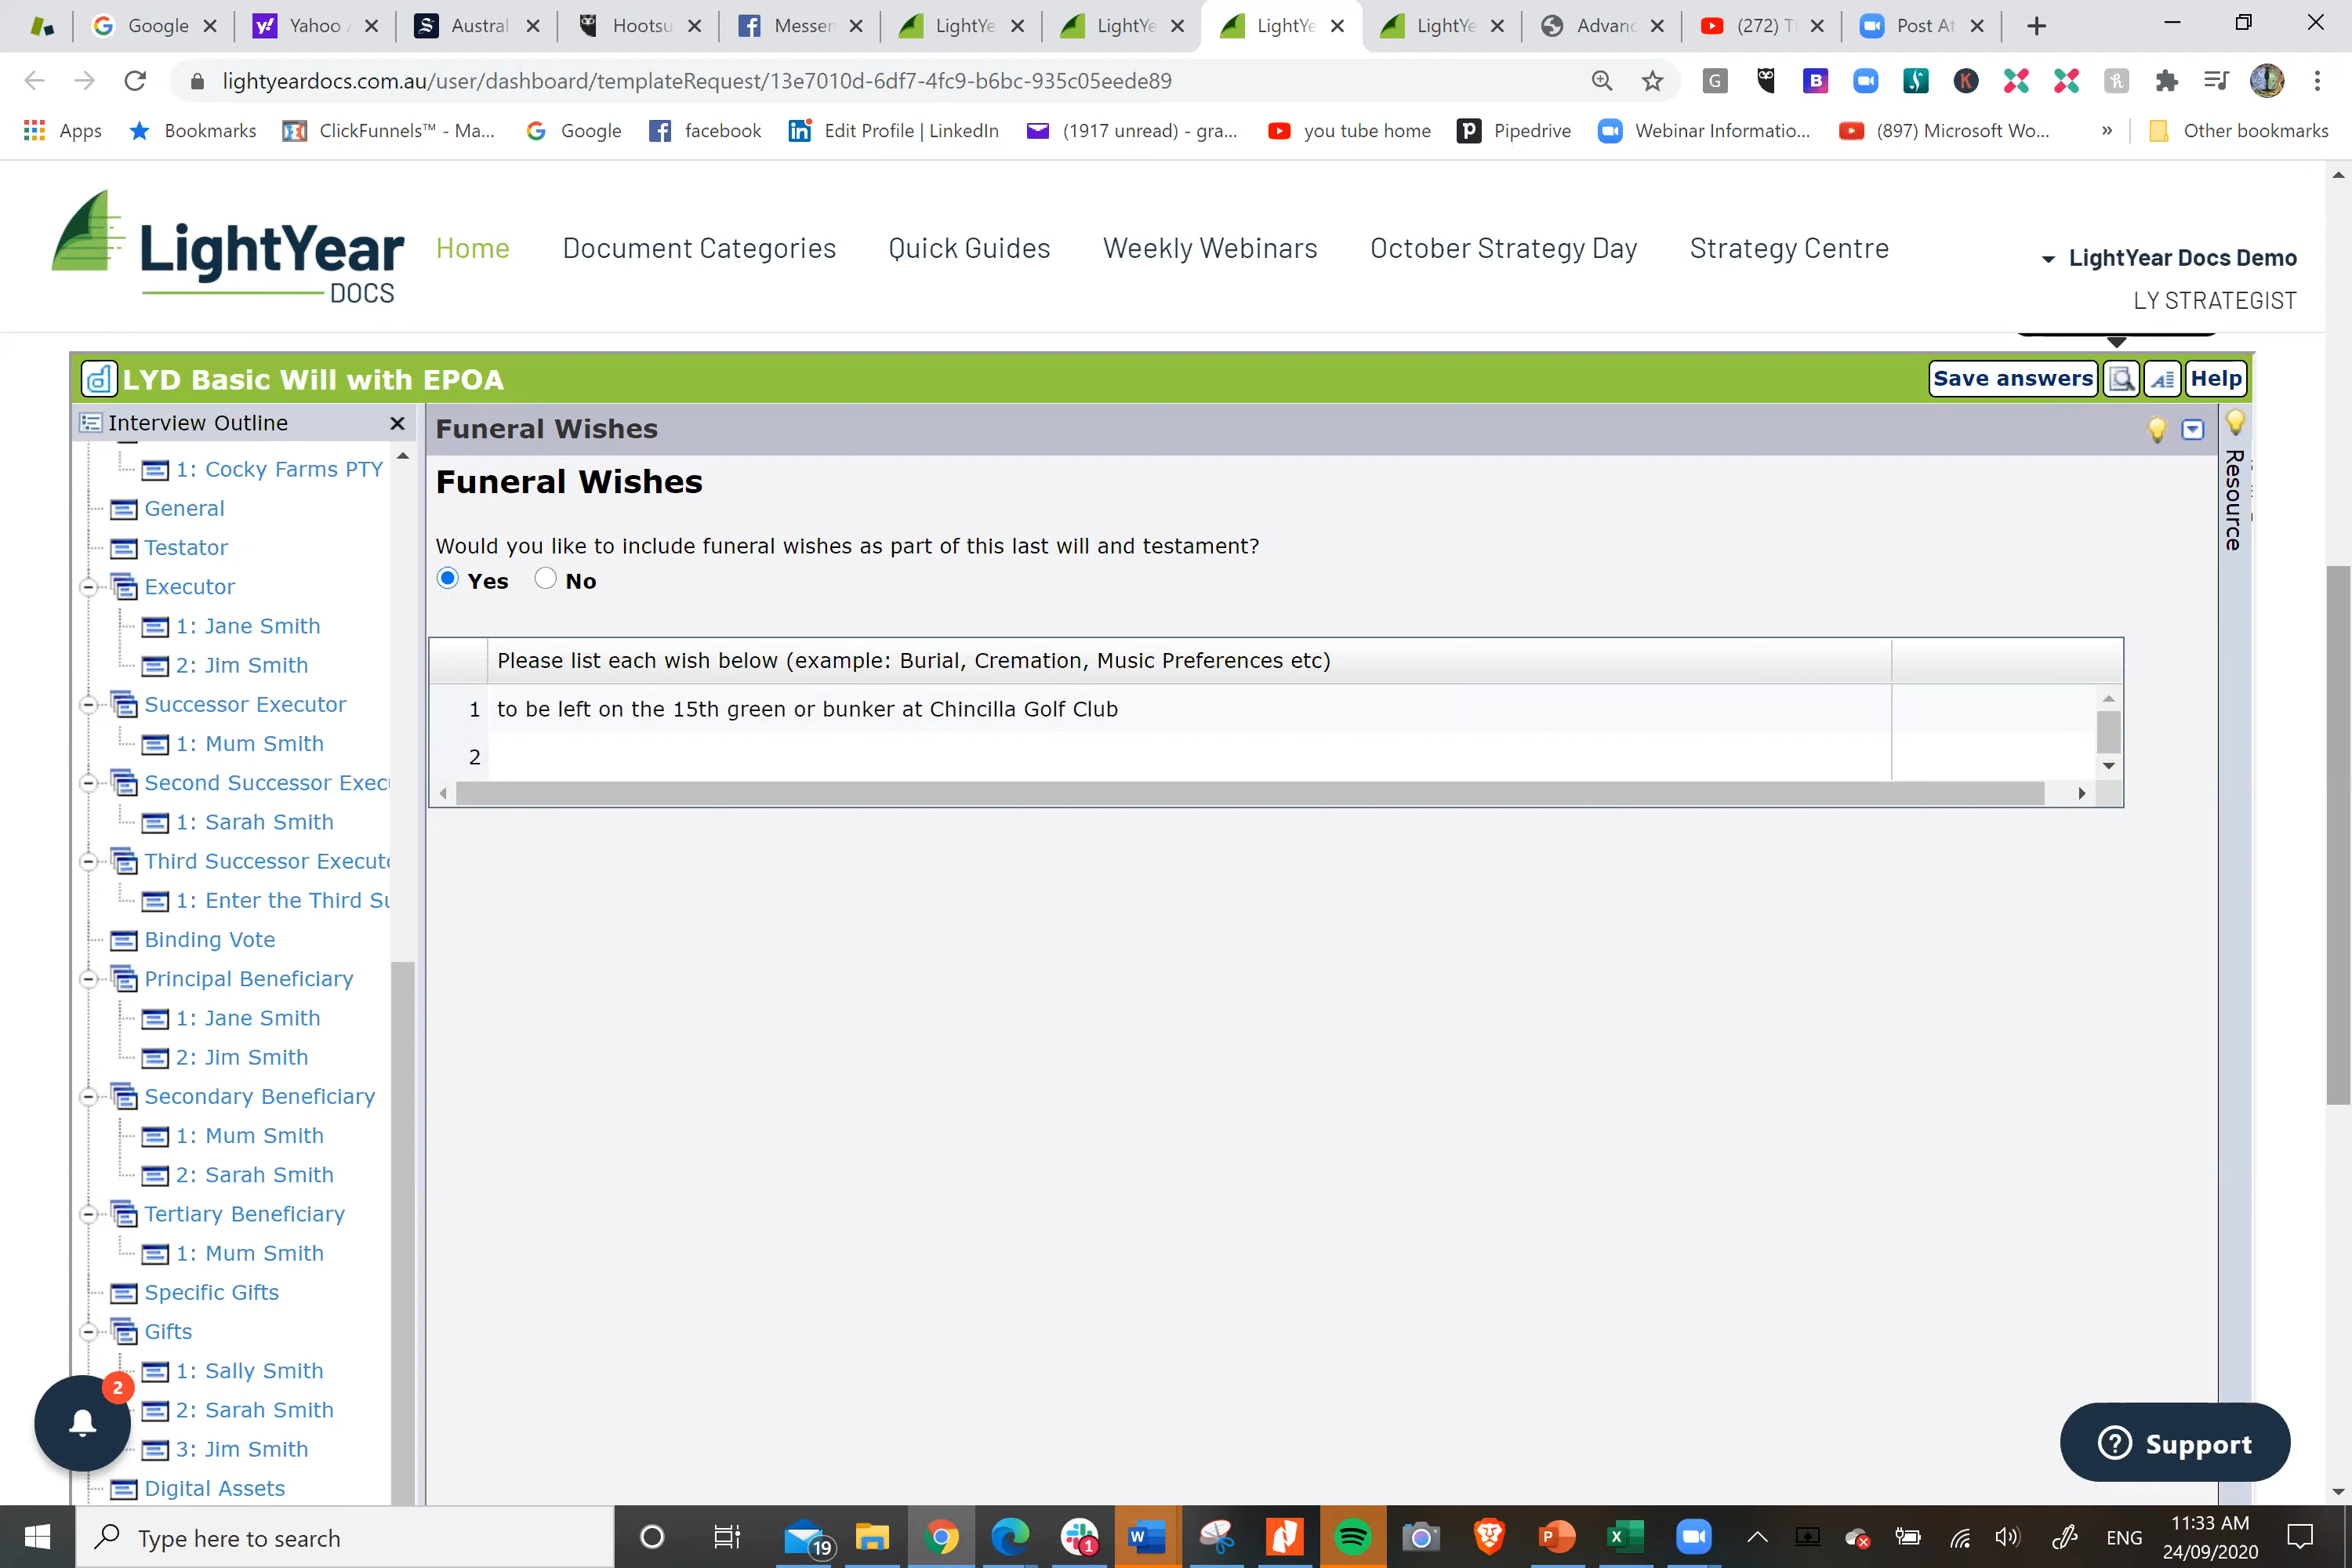 Google
Yahoo
Austral
Hootsu
Messen
LightYe
LightYe
LightYe
LightYe
Advanc
(272) T
Post At
lightyeardocs.com.au/user/dashboard/templateRequest/13e7010d-6df7-4fc9-b6bc-935c05eede89
Apps
Bookmarks
ClickFunnels™ - Ma...
Google
facebook
Edit Profile | LinkedIn
(1917 unread) - gra...
you tube home
Pipedrive
Webinar Informatio...
(897) Microsoft Wo...
»
Other bookmarks
LightYear
DOCS
Home
Document Categories
Quick Guides
Weekly Webinars
October Strategy Day
Strategy Centre
LightYear Docs Demo
LY STRATEGIST
LYD Basic Will with EPOA
Save answers
Help
Interview Outline
1: Cocky Farms PTY
General
Testator
Executor
1: Jane Smith
2: Jim Smith
Successor Executor
1: Mum Smith
Second Successor Exec
1: Sarah Smith
Third Successor Execut
1: Enter the Third S
Binding Vote
Principal Beneficiary
1: Jane Smith
2: Jim Smith
Secondary Beneficiary
1: Mum Smith
2: Sarah Smith
Tertiary Beneficiary
1: Mum Smith
Specific Gifts
Gifts
1: Sally Smith
2: Sarah Smith
3: Jim Smith
Digital Assets
2
Funeral Wishes
Funeral Wishes
Would you like to include funeral wishes as part of this last will and testament?
Yes No
Please list each wish below (example: Burial, Cremation, Music Preferences etc)
1 to be left on the 15th green or bunker at Chincilla Golf Club
2
Resource
Support
Type here to search
19
1
ENG
11:33 AM
24/09/2020